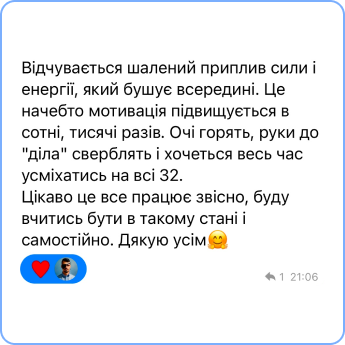 Відчувається шалений приплив сили і
енергії, який бушує всередині. Це
начебто мотивація підвищується в
сотні, тисячі разів. Очі горять, руки до
"діла" сверблять і хочеться весь час
усміхатись на всі 32.
Цікаво це все працює звісно, буду
вчитись бути в такому стані і
самостійно. Дякую усім🤗
1 21:06